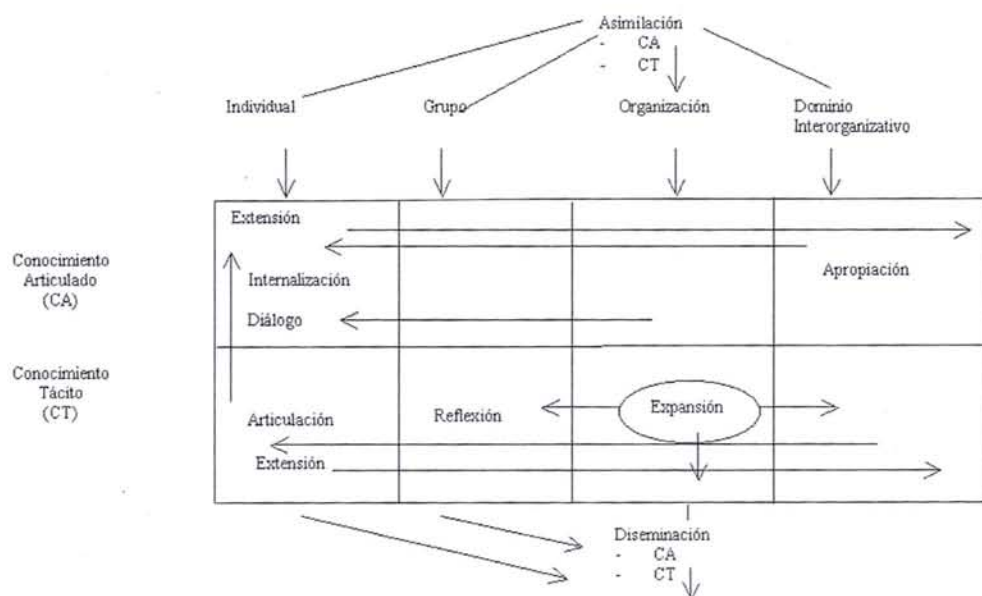 Asimilación
- CA
- CT
Individual
Grupo
Organización
Dominio
Interorganizativo
Extensión
Conocimiento
Articulado
(CA)
Internalización
Apropiación
Diálogo
Conocimiento
Tácito
(CT)
Articulación
Reflexión
Expansión
Extensión
Diseminación
- CA
- CT